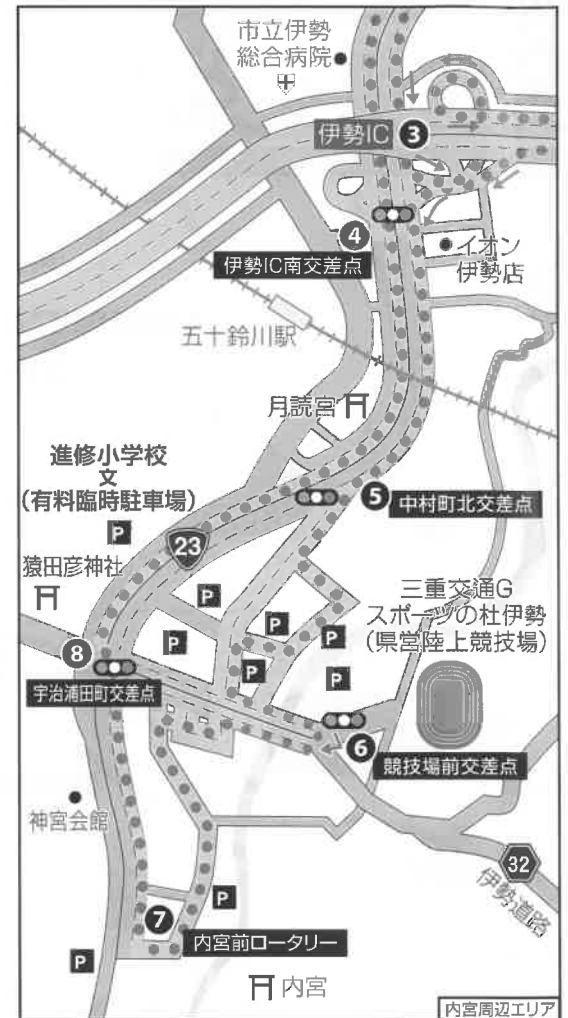 市立伊勢
総合病院
伊勢IC 3
4
伊勢IC南交差点
イオン
伊勢店
五十鈴川駅
月読宮
進修小学校
文
(有料臨時駐車場)
P
23
5 中村町北交差点
猿田彦神社
P
P
P
P
P
P
三重交通G
スポーツの杜伊勢
(県営陸上競技場)
8
宇治浦田町交差点
6
競技場前交差点
神宮会館
32
伊勢道路
P
7
内宮前ロータリー
P
内宮
内宮周辺エリア